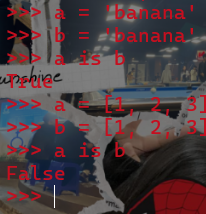 >>> a = 'banana'
>>> b = 'banana'
>>> a is b
True
>>> a = [1, 2, 3]
>>> b = [1, 2, 3]
>>> a is b
False
>>>